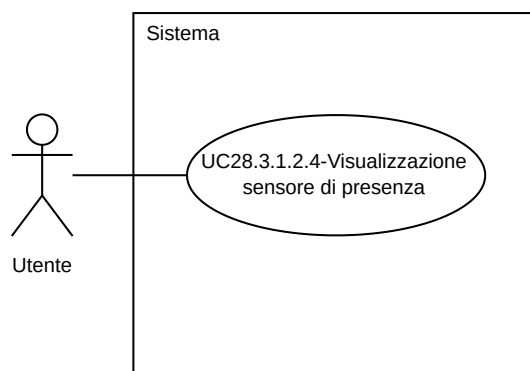 Sistema
UC28.3.1.2.4-Visualizzazione
sensore di presenza
Utente